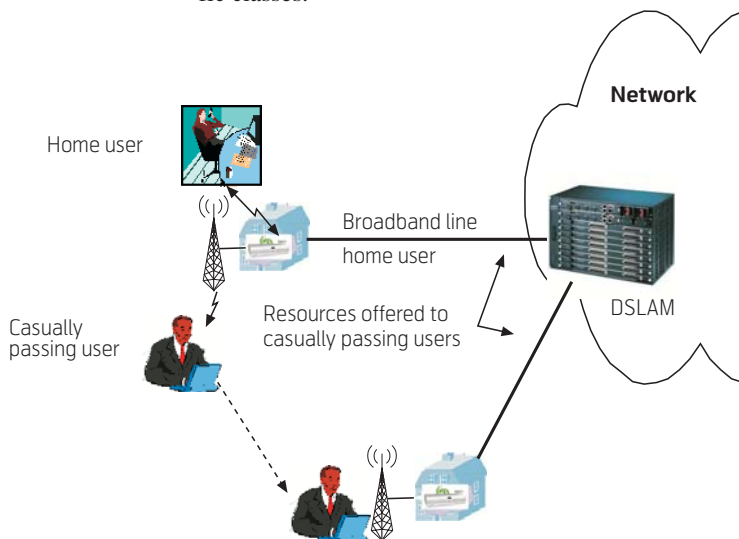 Network
Home user
Broadband line
home user
DSLAM
Resources offered to
casually passing users
Casually
passing user